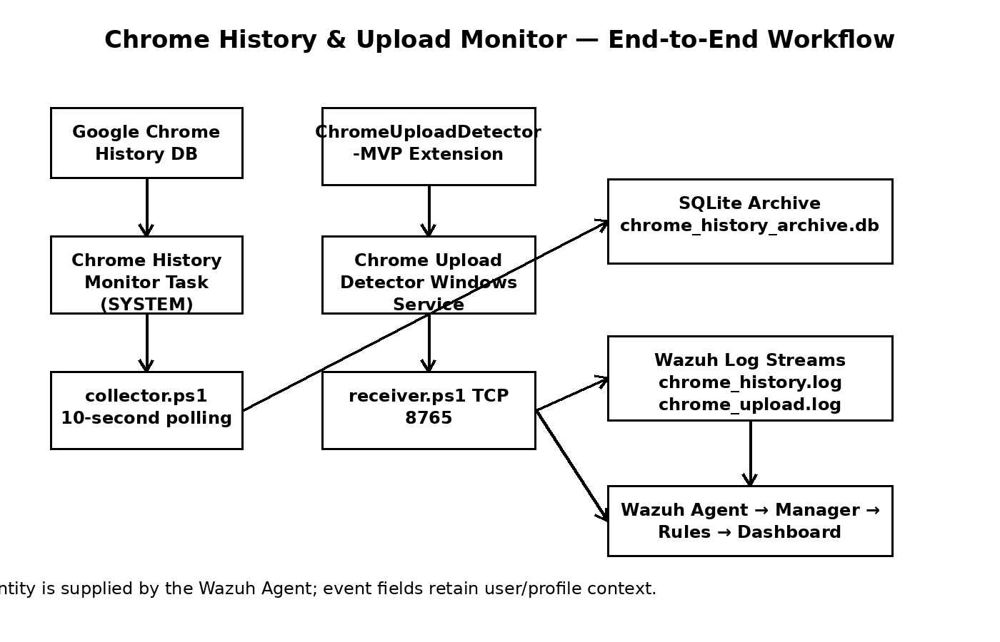 Chrome History & Upload Monitor — End-to-End Workflow
Google Chrome
History DB
ChromeUploadDetector
-MVP Extension
SQLite Archive
chrome_history_archive.db
Chrome History
Monitor Task
(SYSTEM)
Chrome Upload
Detector Windows
Service
collector.ps1
10-second polling
receiver.ps1 TCP
8765
Wazuh Log Streams
chrome_history.log
chrome_upload.log
Wazuh Agent → Manager →
Rules → Dashboard
is supplied by the Wazuh Agent; event fields retain user/profile context.